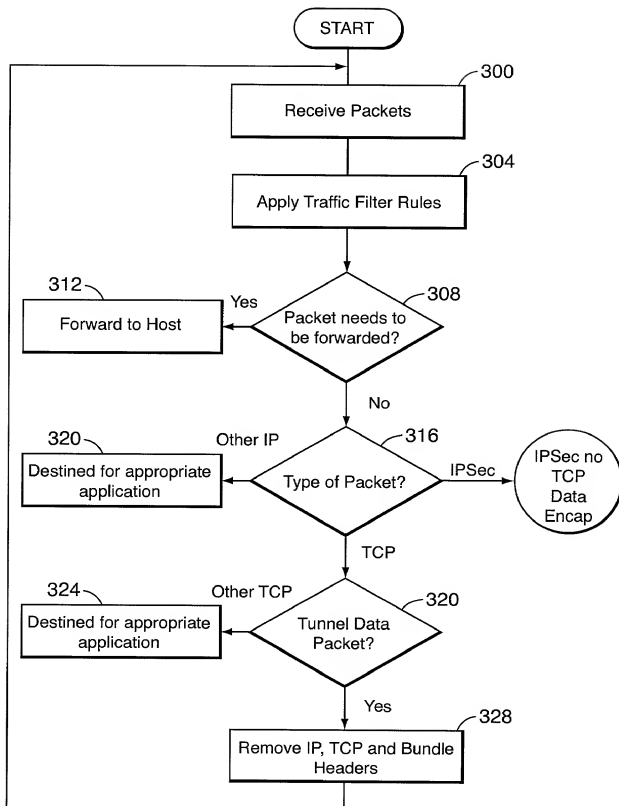 START
300
Receive Packets
304
Apply Traffic Filter Rules
312
Yes
308
Forward to Host
Packet needs to
be forwarded?
No
320
Other IP
316
Destined for appropriate
application
Type of Packet?
IPSec
IPSec no
TCP
Data
Encap
TCP
324
Other TCP
320
Destined for appropriate
application
Tunnel Data
Packet?
Yes
328
Remove IP, TCP and Bundle
Headers